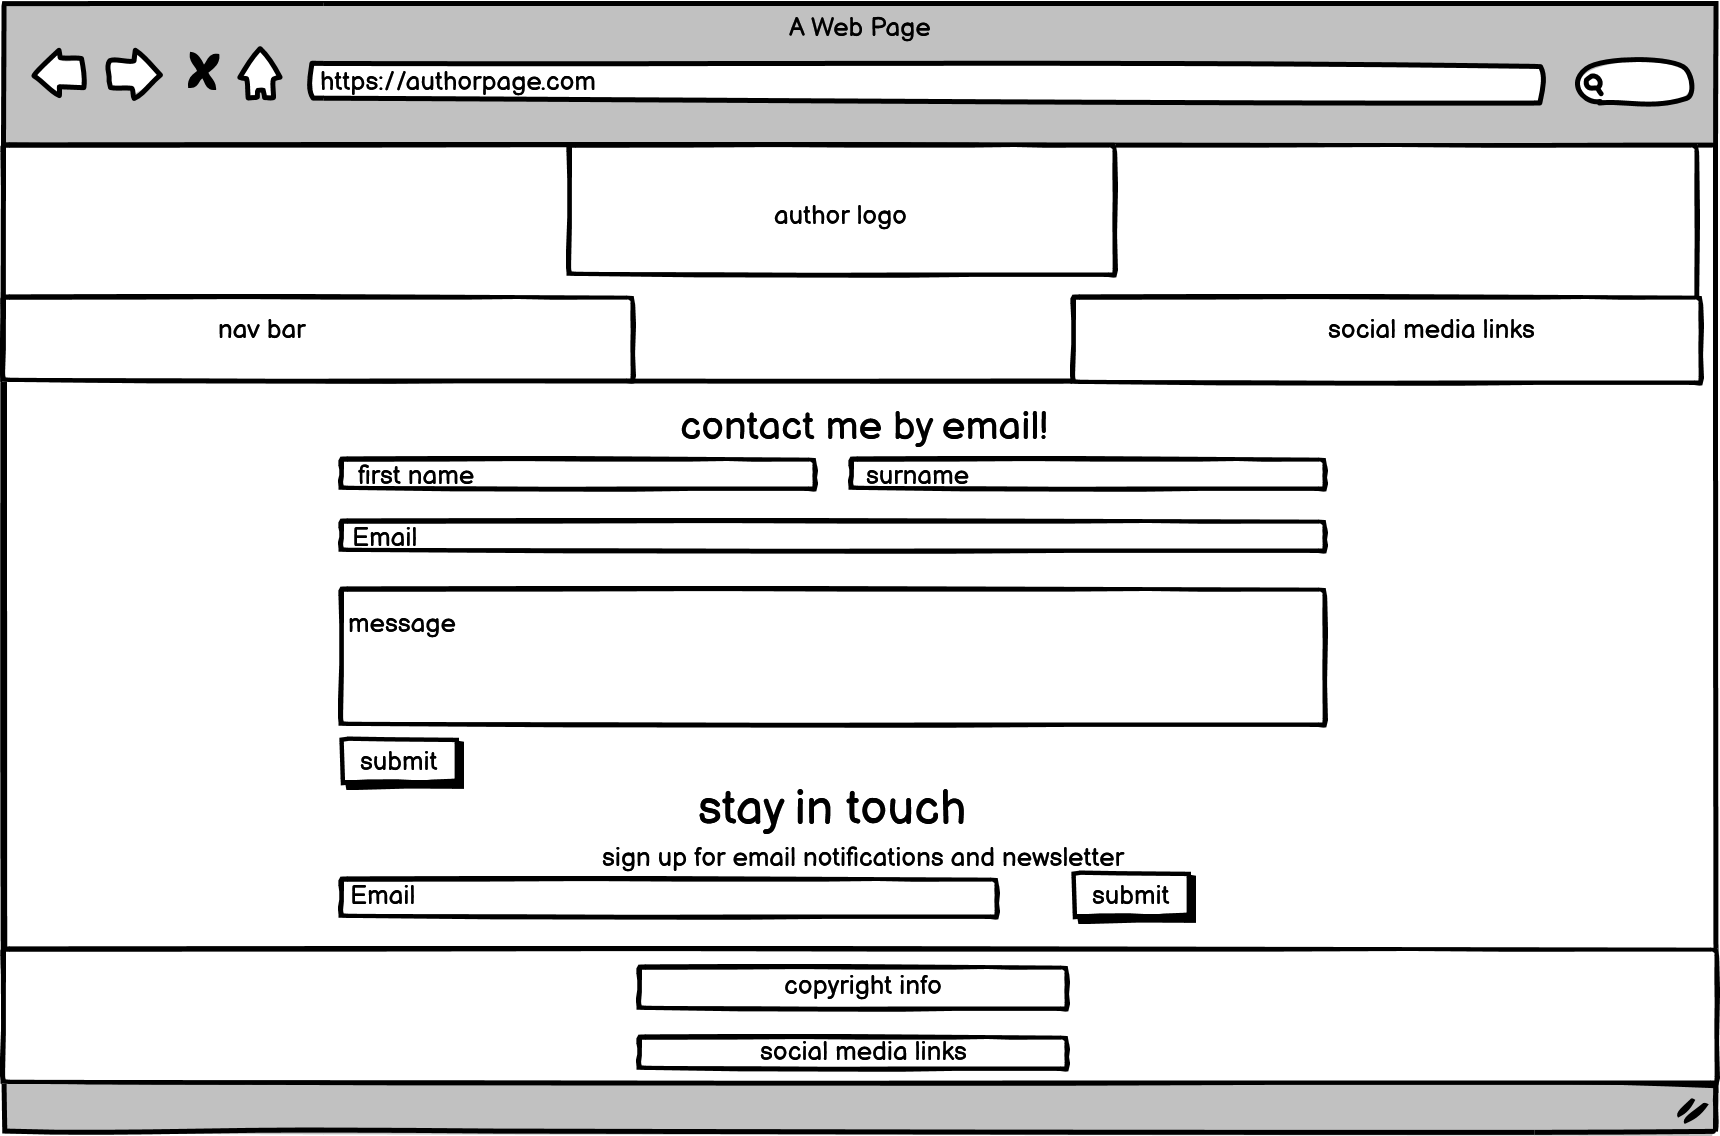 A Web Page
https://authorpage.com
author logo
nav bar
social media links
contact me by email!
first name
surname
Email
message
submit
stay in touch
sign up for email notifications and newsletter
Email
submit
copyright info
social media links